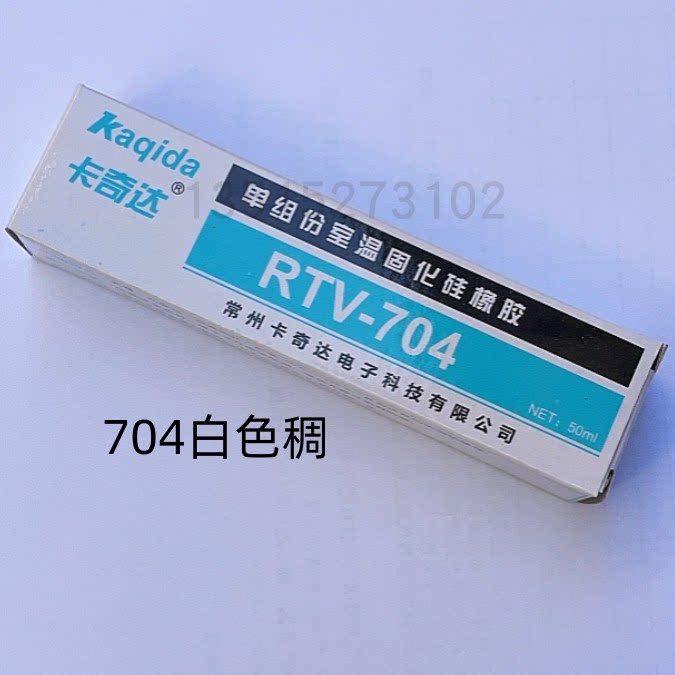 Kaqida
卡奇达®
单组份室温固化硅橡胶
RTV-704
常州卡奇达电子科技有限公司
NET: 50ml
704白色稠